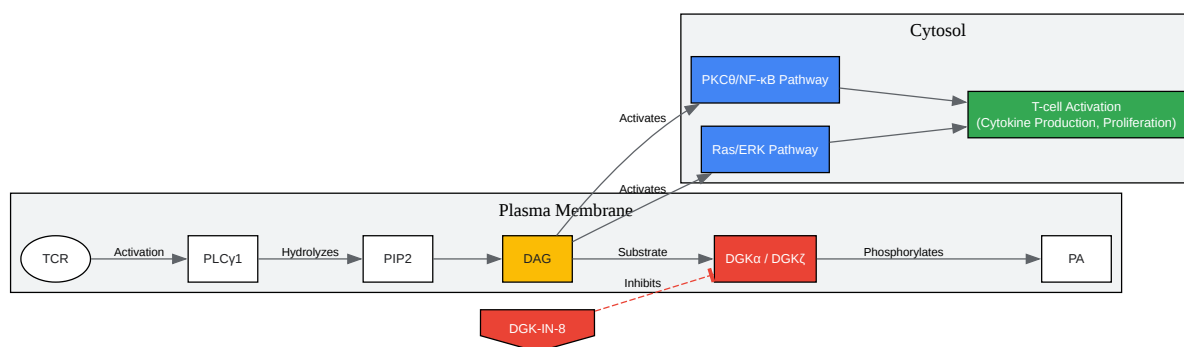 Cytosol
PKCθ/NF-κB Pathway
T-cell Activation
(Cytokine Production, Proliferation)
Activates
Ras/ERK Pathway
Activates
Plasma Membrane
TCR
Activation
PLCγ1
Hydrolyzes
PIP2
DAG
Substrate
DGKα / DGKζ
Phosphorylates
PA
Inhibits
DGK-IN-8